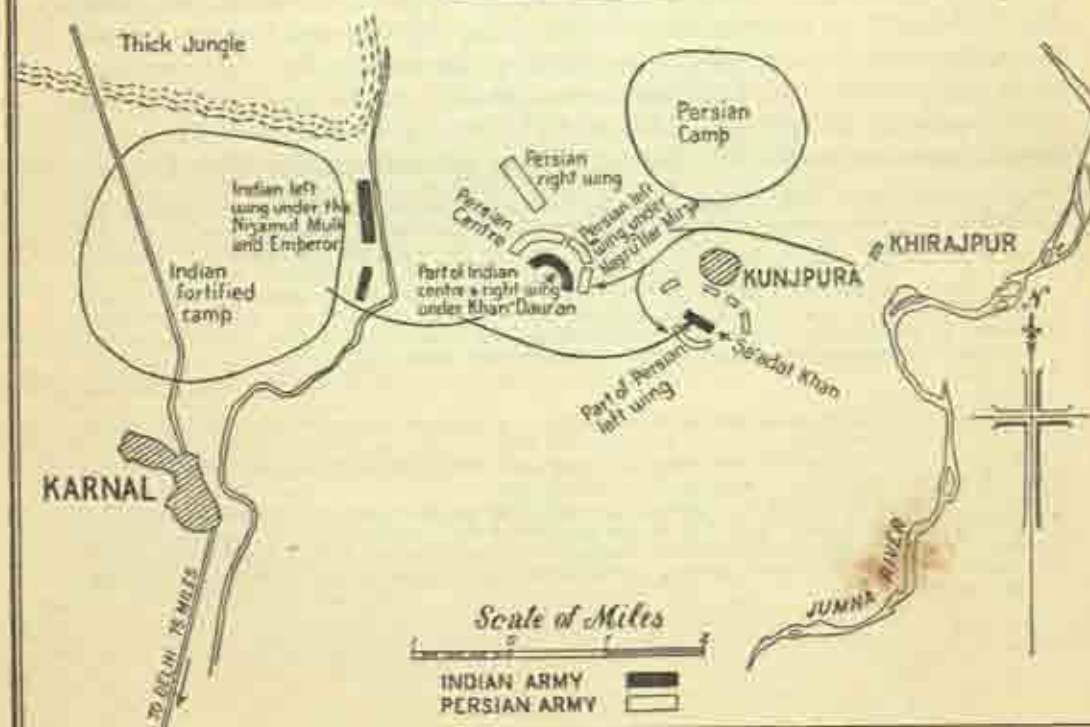 Thick Jungle
Persian
Camp
Persian
right wing
Persian
Centre
Persian left
wing under
Indian left
wing under the
Nizamul Mulk
and Emperor
Indian
fortified
camp
Part of Indian
centre & right wing
under Khan Dauran
KHIRAJPUR
KUNJPURA
Sa'adat Khan
Part of Persian
left wing
N
KARNAL
TO DELHI 75 MILES
JUMNA RIVER
Scale of Miles
INDIAN ARMY
PERSIAN ARMY